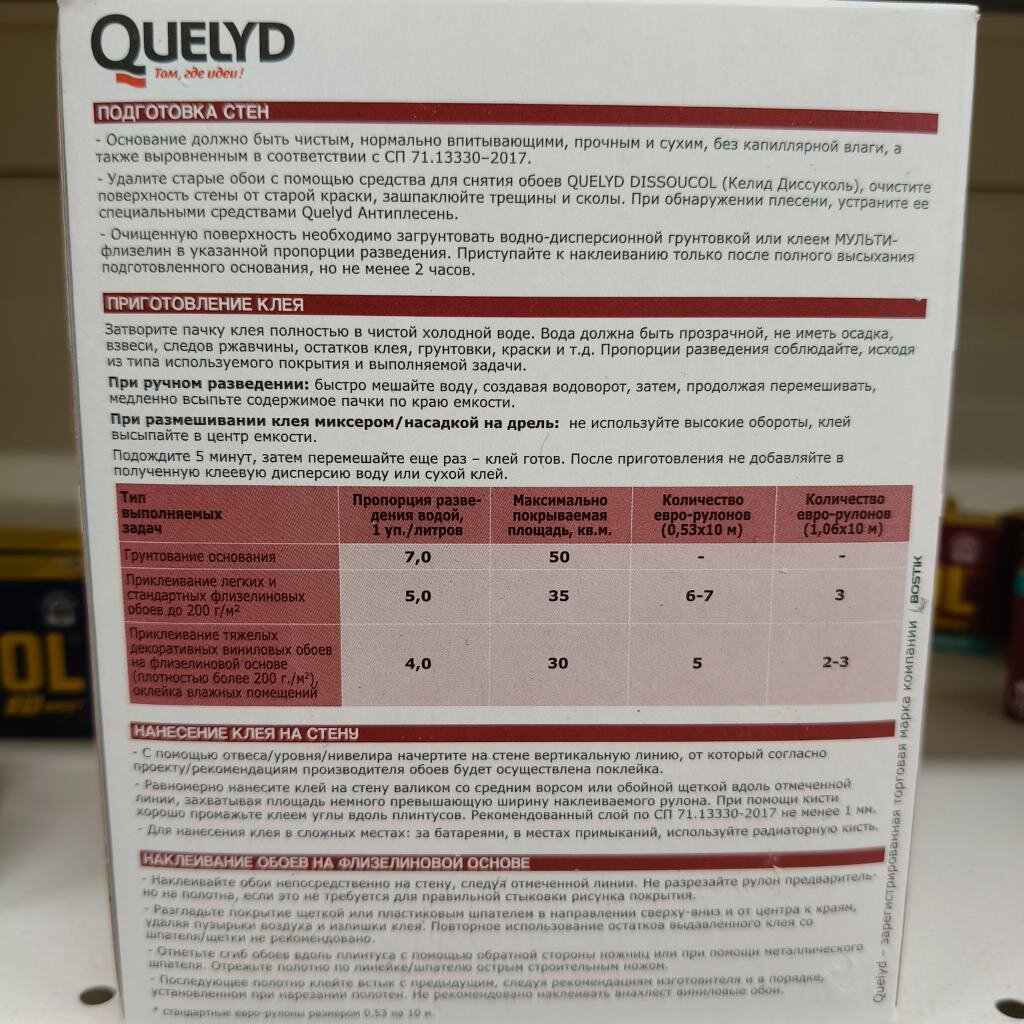 QUELYD
Там, где идеи!
ПОДГОТОВКА СТЕН
- Основание должно быть чистым, нормально впитывающими, прочным и сухим, без капиллярной влаги, а
также выровненным в соответствии с СП 71.13330–2017.
- Удалите старые обои с помощью средства для снятия обоев QUELYD DISSOUCOL (Келид Диссуколь), очистите
поверхность стены от старой краски, зашпаклюйте трещины и сколы. При обнаружении плесени, устраните ее
специальными средствами Quelyd Антиплесень.
- Очищенную поверхность необходимо загрунтовать водно-дисперсионной грунтовкой или клеем МУЛЬТИ-
флизелин в указанной пропорции разведения. Приступайте к наклеиванию только после полного высыхания
подготовленного основания, но не менее 2 часов.
ПРИГОТОВЛЕНИЕ КЛЕЯ
Затворите пачку клея полностью в чистой холодной воде. Вода должна быть прозрачной, не иметь осадка,
взвеси, следов ржавчины, остатков клея, грунтовки, краски и т.д. Пропорции разведения соблюдайте, исходя
из типа используемого покрытия и выполняемой задачи.
При ручном разведении: быстро мешайте воду, создавая водоворот, затем, продолжая перемешивать,
медленно всыпьте содержимое пачки по краю емкости.
При размешивании клея миксером/насадкой на дрель: не используйте высокие обороты, клей
высыпайте в центр емкости.
Подождите 5 минут, затем перемешайте еще раз – клей готов. После приготовления не добавляйте в
полученную клеевую дисперсию воду или сухой клей.
Тип
выполняемых
задач
Пропорция разве-
дения водой,
1 уп./литров
Максимально
покрываемая
площадь, кв.м.
Количество
евро-рулонов
(0,53x10 м)
Количество
евро-рулонов
(1,06x10 м)
Грунтование основания
7,0
50
-
-
Приклеивание легких и
стандартных флизелиновых
обоев до 200 г/м²
5,0
35
6-7
3
Приклеивание тяжелых
декоративных виниловых обоев
на флизелиновой основе
(плотностью более 200 г./м²),
оклейка влажных помещений
4,0
30
5
2-3
НАНЕСЕНИЕ КЛЕЯ НА СТЕНУ
- С помощью отвеса/уровня/нивелира начертите на стене вертикальную линию, от который согласно
проекту/рекомендациям производителя обоев будет осуществлена поклейка.
- Равномерно нанесите клей на стену валиком со средним ворсом или обойной щеткой вдоль отмеченной
линии, захватывая площадь немного превышающую ширину наклеиваемого рулона. При помощи кисти
хорошо промажьте клеем углы вдоль плинтусов. Рекомендованный слой по СП 71.13330-2017 не менее 1 мм.
- Для нанесения клея в сложных местах: за батареями, в местах примыканий, используйте радиаторную кисть.
НАКЛЕИВАНИЕ ОБОЕВ НА ФЛИЗЕЛИНОВОЙ ОСНОВЕ
- Наклеивайте обои непосредственно на стену, следуя отмеченной линии. Не разрезайте рулон предваритель-
но на полотна, если это не требуется для правильной стыковки рисунка покрытия.
- Разгладьте покрытие щеткой или пластиковым шпателем в направлении сверху-вниз и от центра к краям,
удаляя пузырьки воздуха и излишки клея. Повторное использование остатков выдавленного клея со
шпателя/щетки не рекомендовано.
- Отметьте сгиб обоев вдоль плинтуса с помощью обратной стороны ножниц или при помощи металлического
шпателя. Отрежьте полотно по линейке/шпателю острым строительным ножом.
- Последующее полотно клейте встык с предыдущим, следуя рекомендациям изготовителя и в порядке,
установленном при нарезании полотен. Не рекомендовано наклеивать внахлест виниловые обои.
* стандартные евро-рулоны размером 0,53 на 10 м.
Quelyd – зарегистрированная торговая марка компании BOSTIK
OL
OL